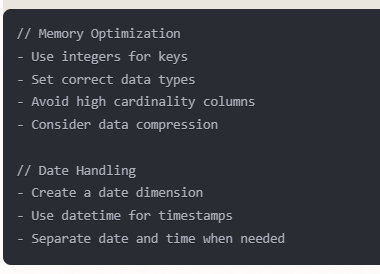 // Memory Optimization
- Use integers for keys
- Set correct data types
- Avoid high cardinality columns
- Consider data compression
// Date Handling
- Create a date dimension
- Use datetime for timestamps
- Separate date and time when needed